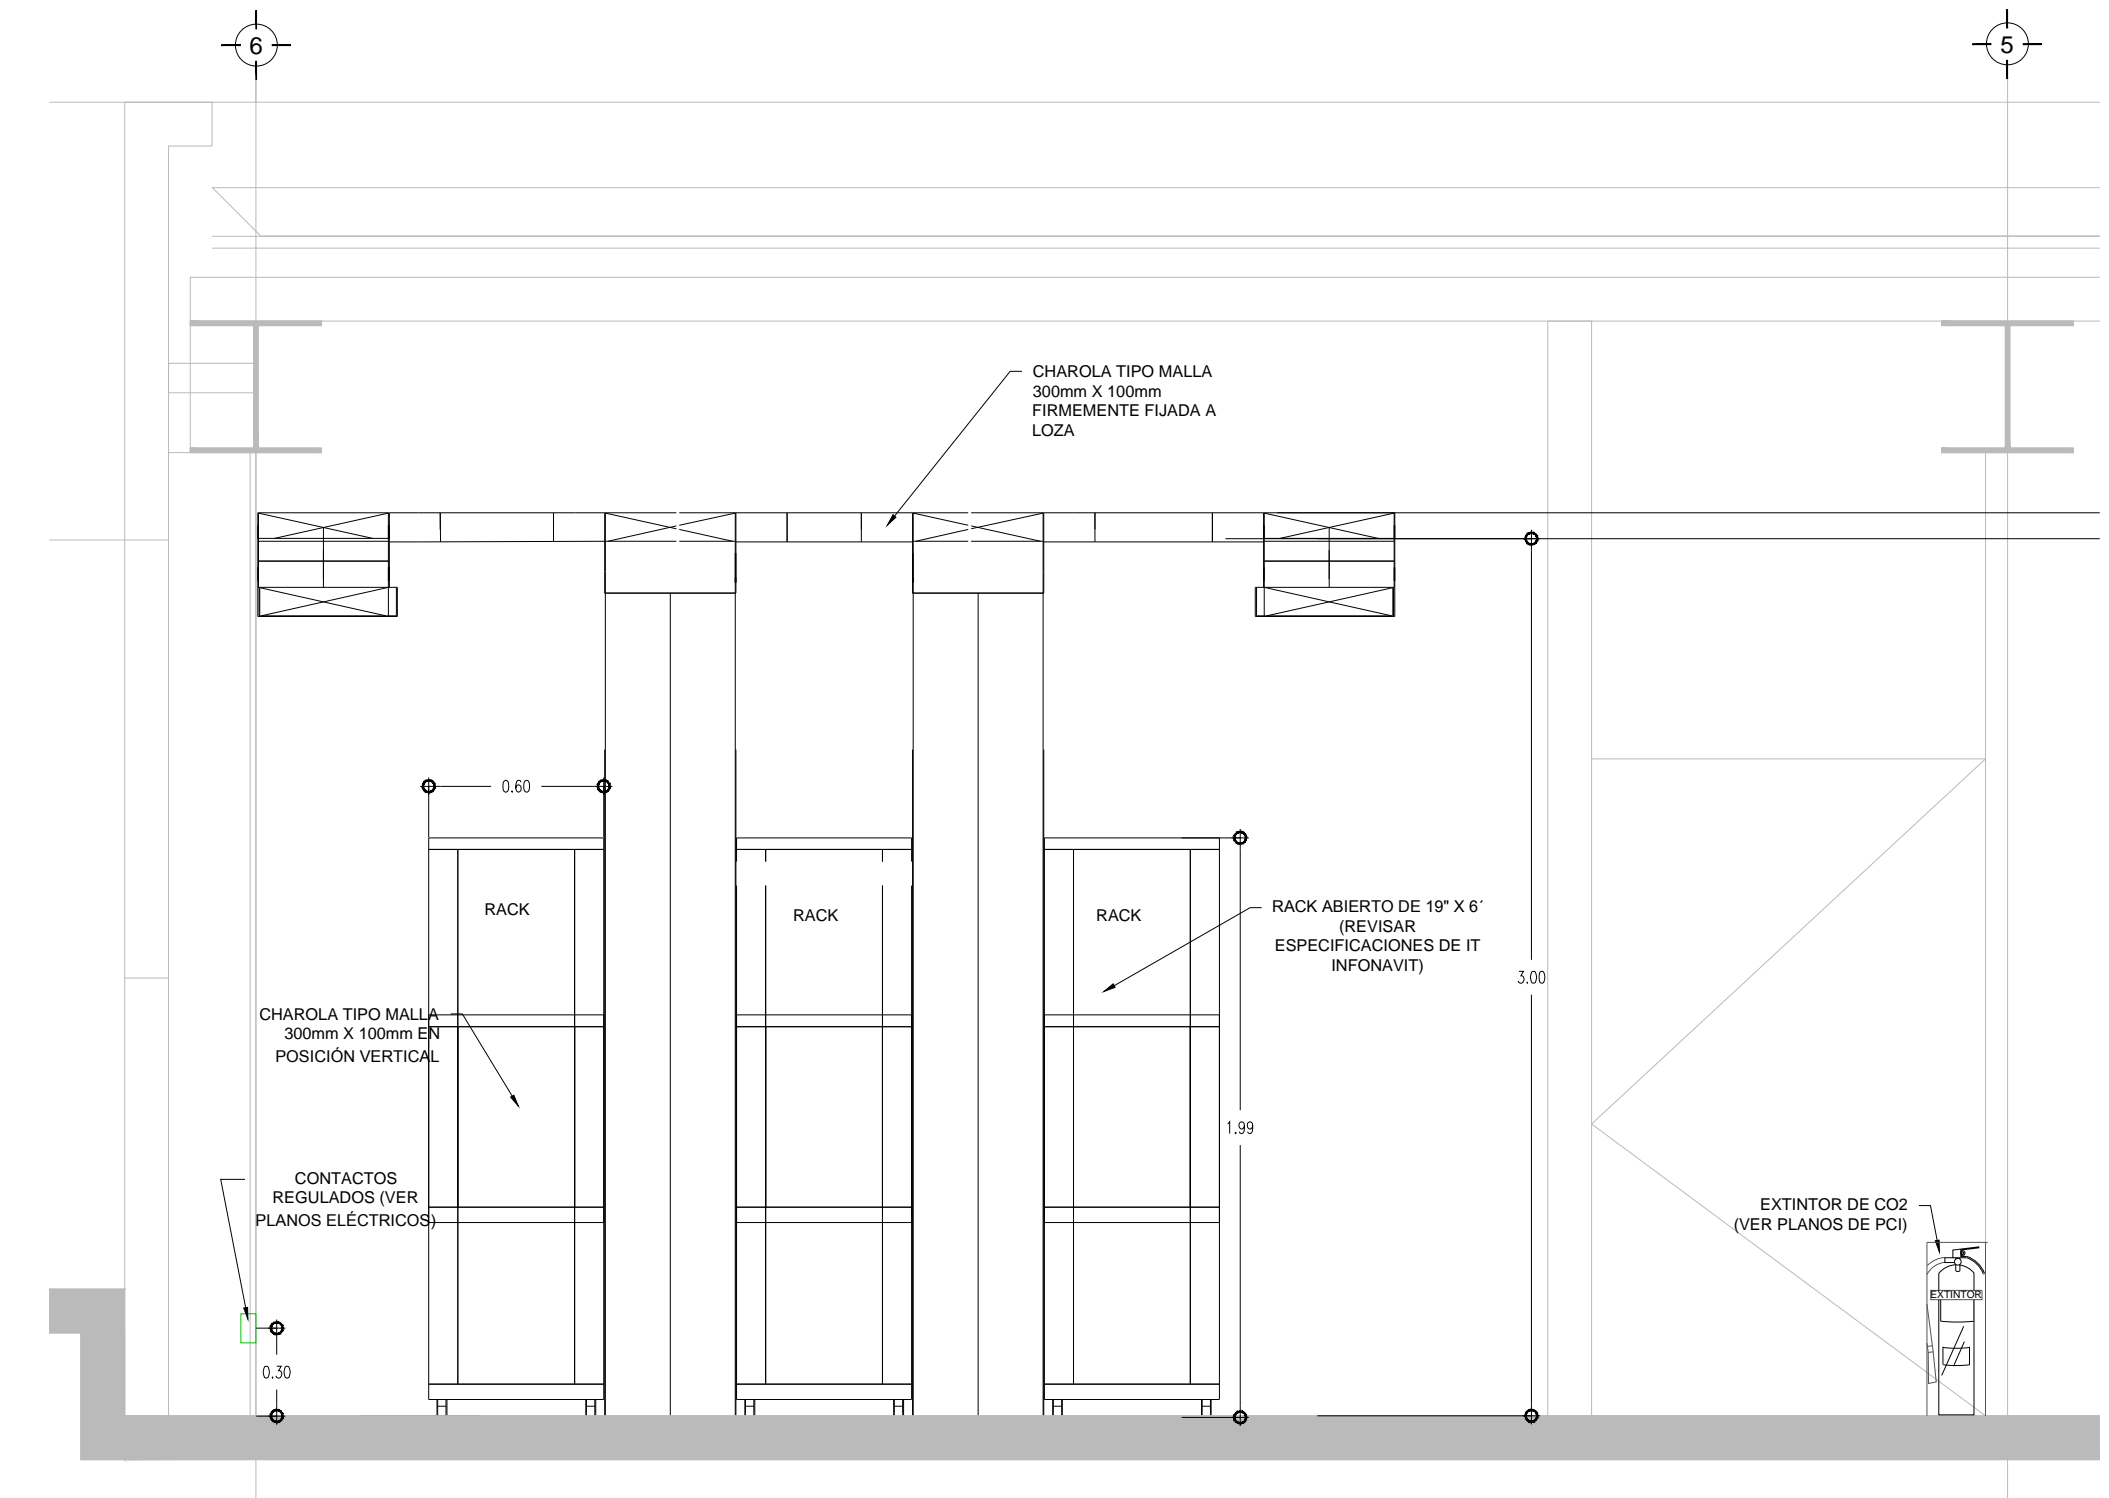 6
5
CHAROLA TIPO MALLA
300mm X 100mm
FIRMEMENTE FIJADA A
LOZA
0.60
RACK
RACK
RACK
RACK ABIERTO DE 19" X 6´
(REVISAR
ESPECIFICACIONES DE IT
INFONAVIT)
3.00
CHAROLA TIPO MALLA
300mm X 100mm EN
POSICIÓN VERTICAL
1.99
CONTACTOS
REGULADOS (VER
PLANOS ELÉCTRICOS)
EXTINTOR DE CO2
(VER PLANOS DE PCI)
EXTINTOR
0.30